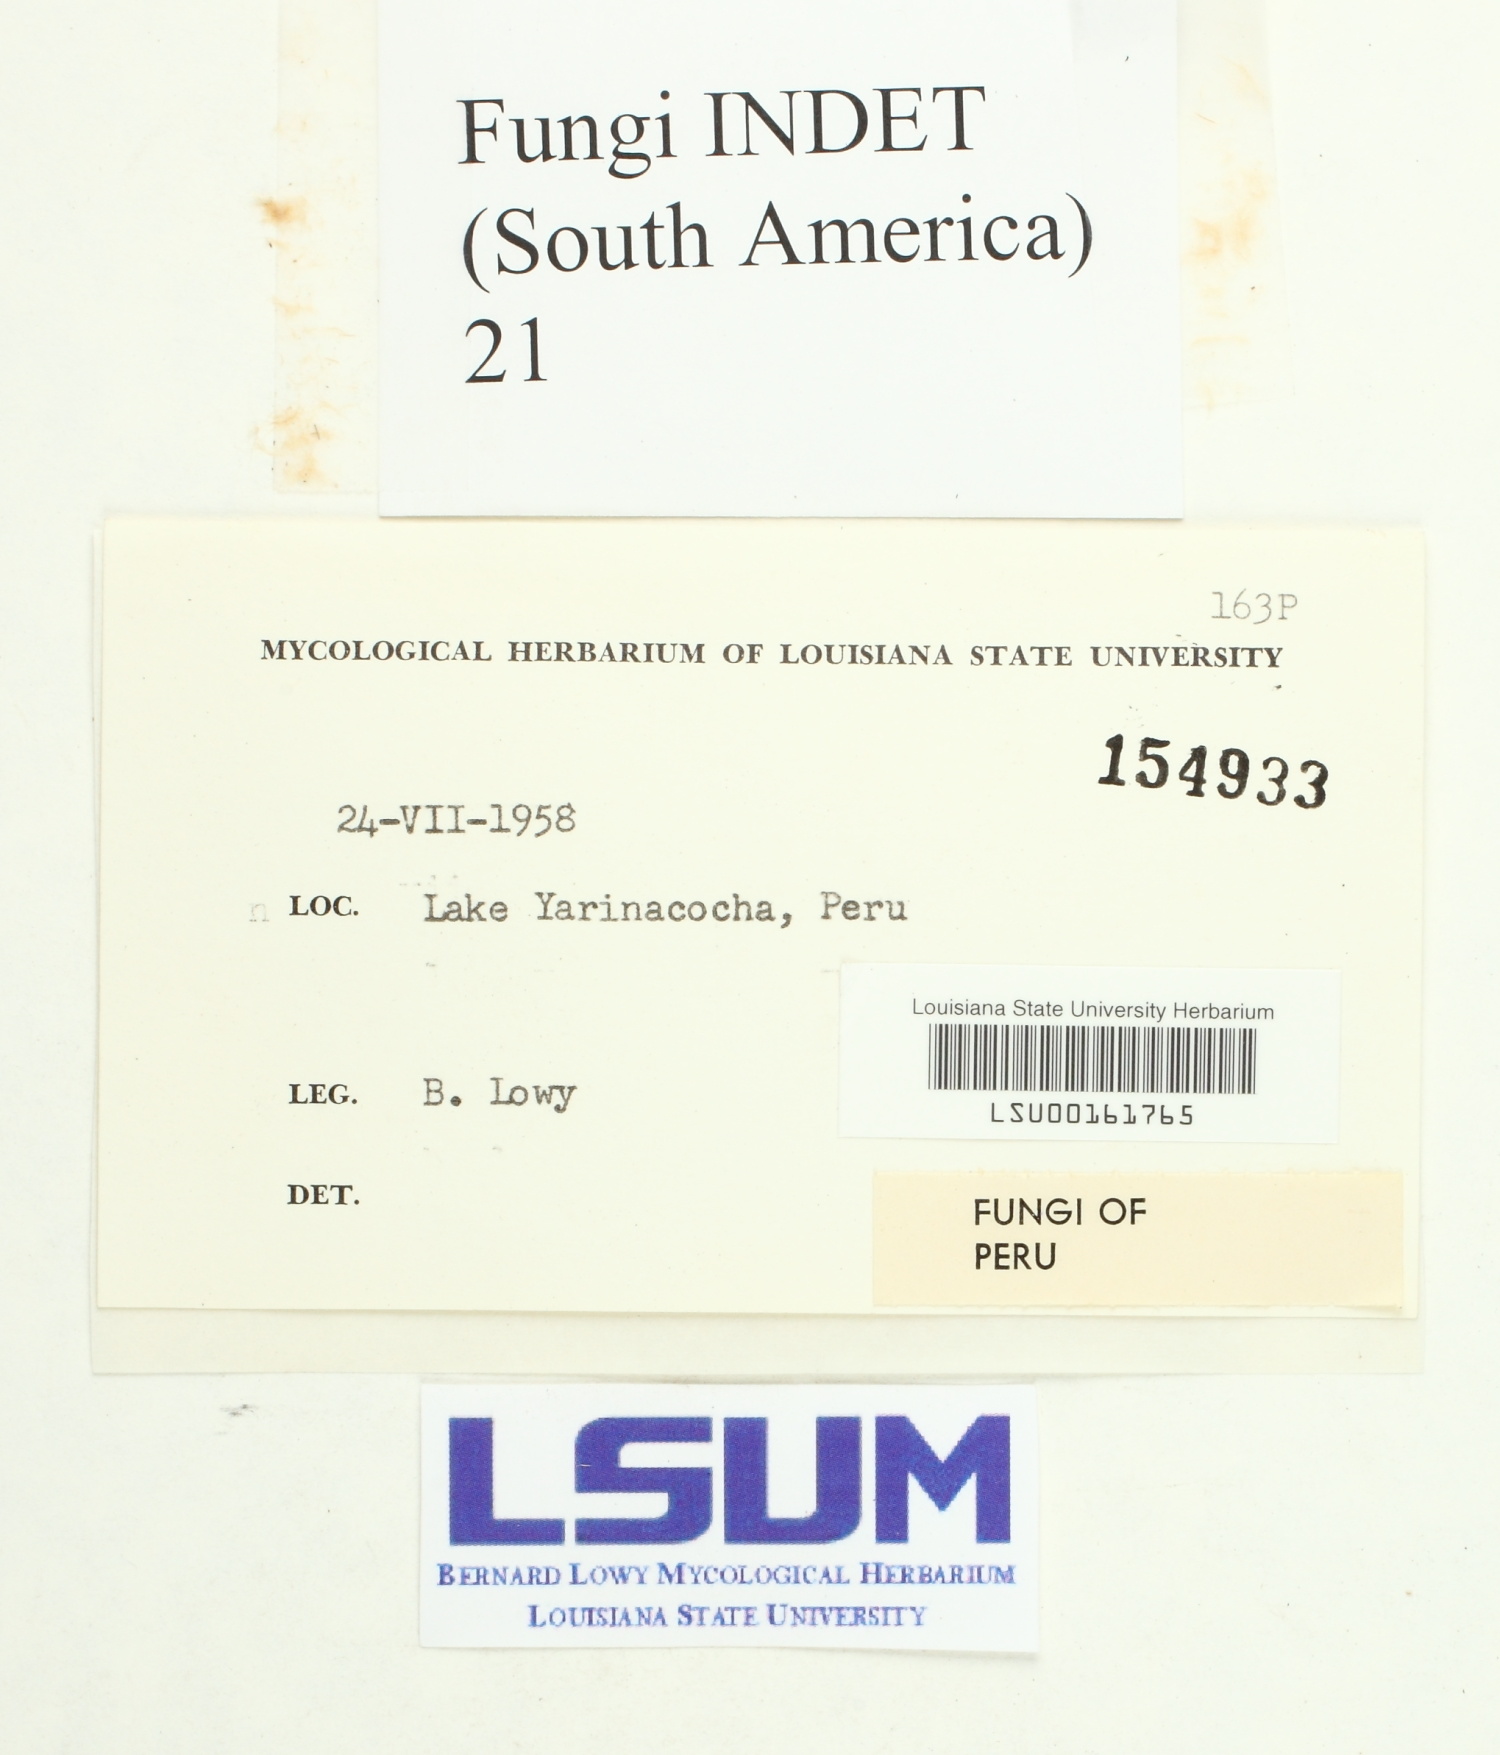 Fungi INDET
(South America)
21
163P
MYCOLOGICAL HERBARIUM OF LOUISIANA STATE UNIVERSITY
154933
24-VII-1958
n LOC. Lake Yarinacocha, Peru
Louisiana State University Herbarium
LSU00161765
LEG. B. Lowy
DET.
FUNGI OF
PERU
LSUM
BERNARD LOWY MYCOLOGICAL HERBARIUM
LOUISIANA STATE UNIVERSITY